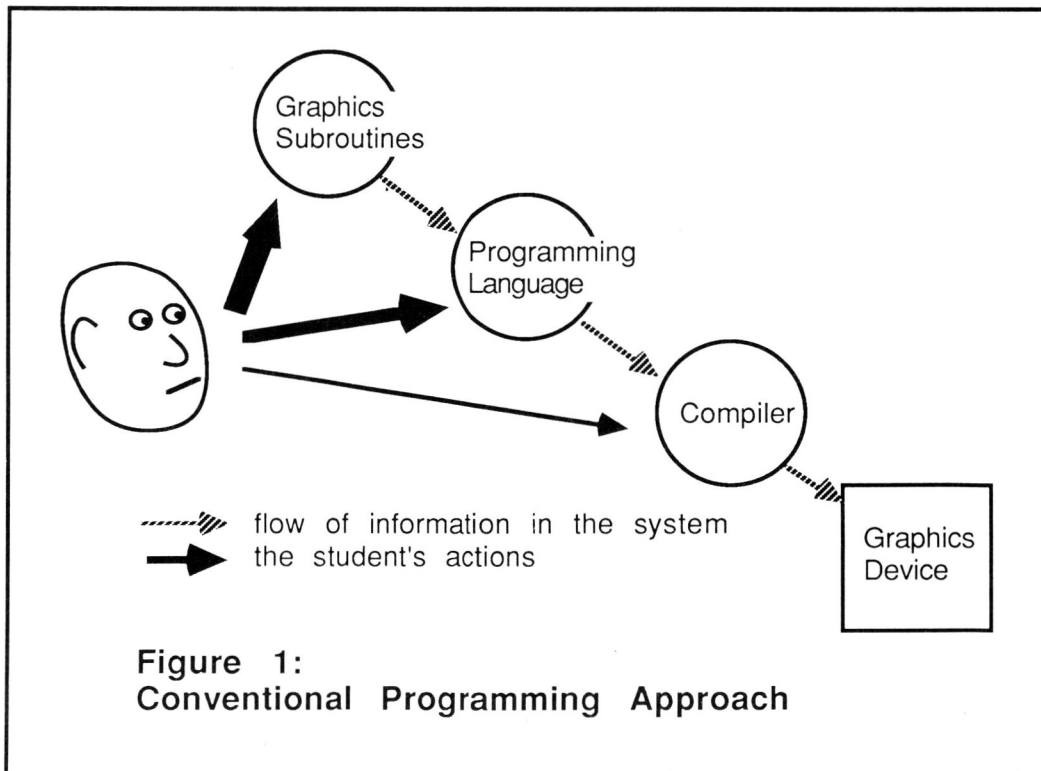 Graphics
Subroutines
Programming
Language
Compiler
Graphics
Device
flow of information in the system
the student's actions
Figure 1:
Conventional Programming Approach